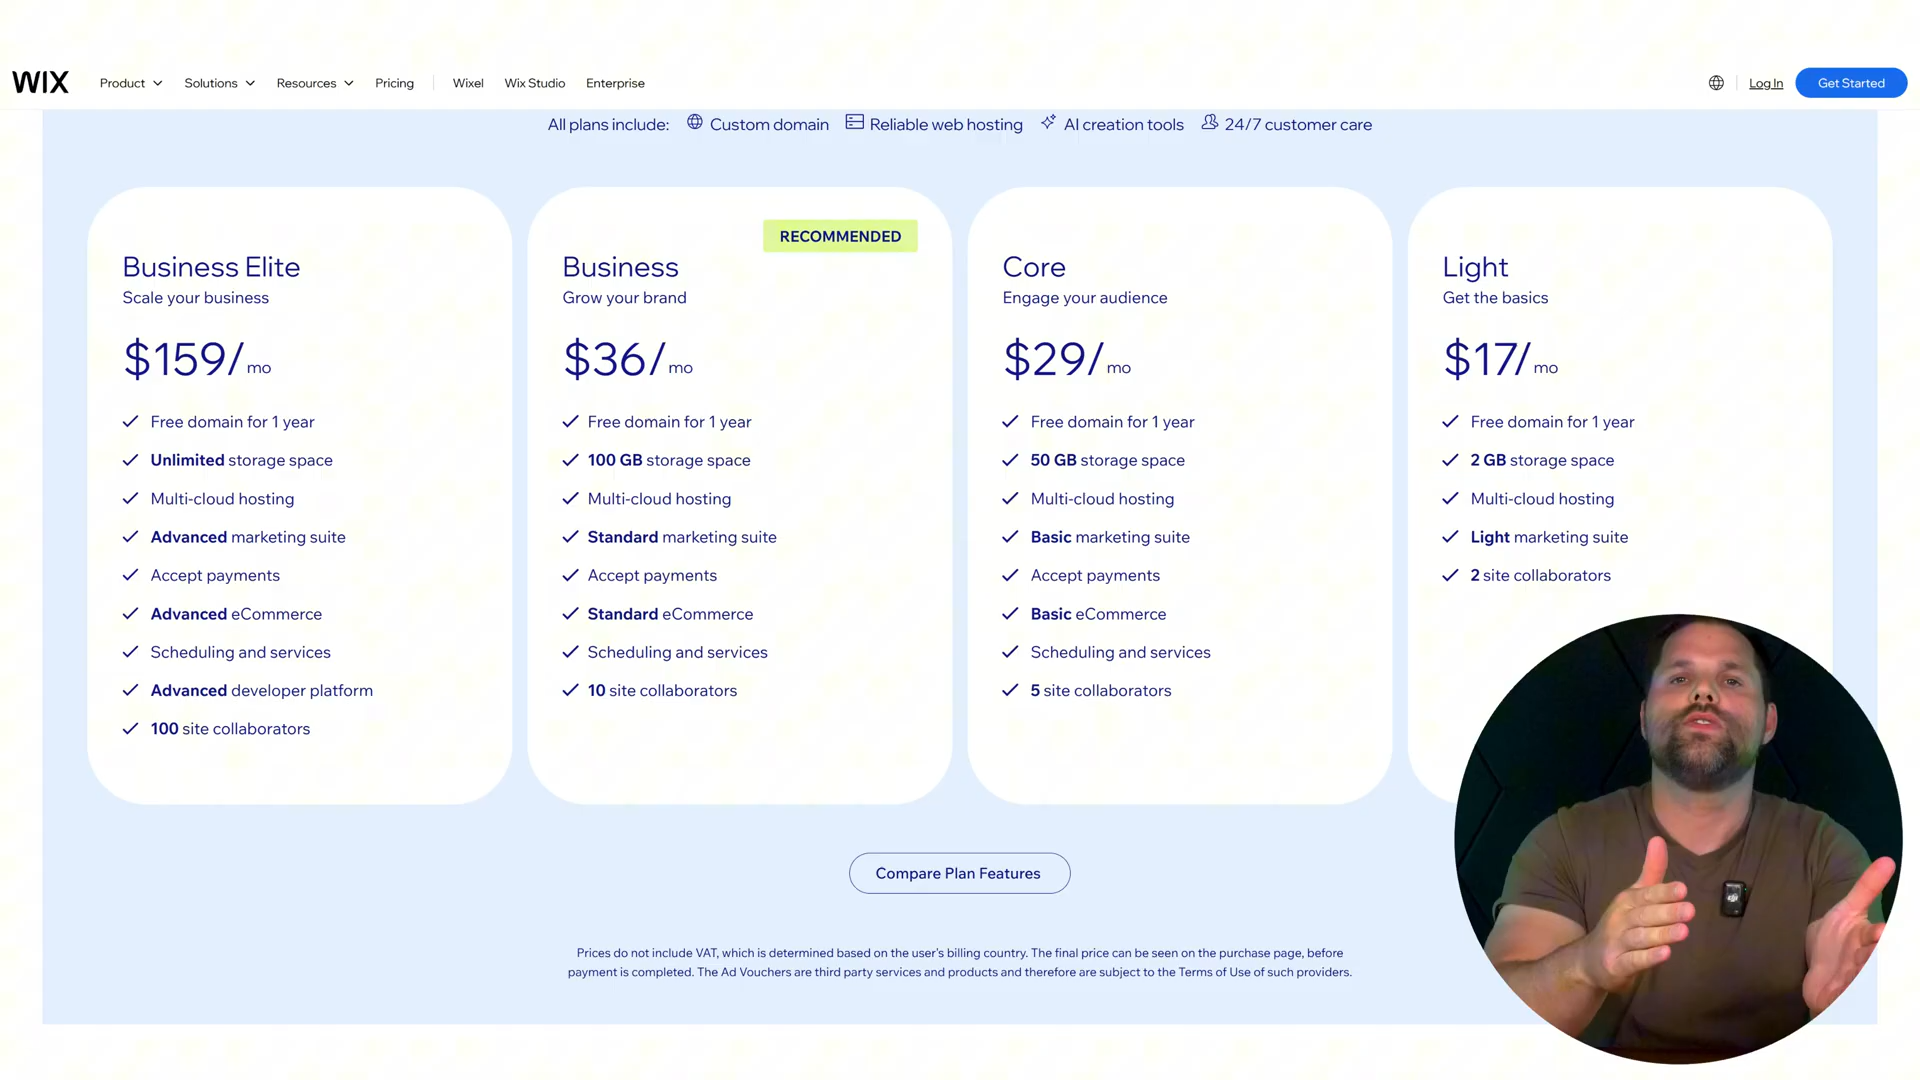 WIX
Product
Solutions
Resources
Pricing
Wixel
Wix Studio
Enterprise
Log In
Get Started
All plans include: Custom domain Reliable web hosting AI creation tools 24/7 customer care
Business Elite
Scale your business
$159/mo
Free domain for 1 year
Unlimited storage space
Multi-cloud hosting
Advanced marketing suite
Accept payments
Advanced eCommerce
Scheduling and services
Advanced developer platform
100 site collaborators
RECOMMENDED
Business
Grow your brand
$36/mo
Free domain for 1 year
100 GB storage space
Multi-cloud hosting
Standard marketing suite
Accept payments
Standard eCommerce
Scheduling and services
10 site collaborators
Core
Engage your audience
$29/mo
Free domain for 1 year
50 GB storage space
Multi-cloud hosting
Basic marketing suite
Accept payments
Basic eCommerce
Scheduling and services
5 site collaborators
Light
Get the basics
$17/mo
Free domain for 1 year
2 GB storage space
Multi-cloud hosting
Light marketing suite
2 site collaborators
Compare Plan Features
Prices do not include VAT, which is determined based on the user's billing country. The final price can be seen on the purchase page, before
payment is completed. The Ad Vouchers are third party services and products and therefore are subject to the Terms of Use of such providers.